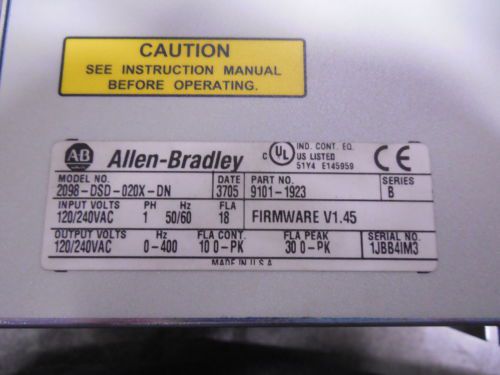 CAUTION
SEE INSTRUCTION MANUAL
BEFORE OPERATING.
AB Allen-Bradley
C UL US IND. CONT. EQ.
LISTED
51Y4 E145959
CE
MODEL NO. DATE PART NO. SERIES
2098-DSD-020X-DN 3705 9101-1923 B
INPUT VOLTS PH Hz FLA
120/240VAC 1 50/60 18 FIRMWARE V1.45
OUTPUT VOLTS Hz FLA CONT. FLA PEAK SERIAL NO.
120/240VAC 0-400 10 0-PK 30 0-PK 1JBB4IM3
MADE IN U.S.A.